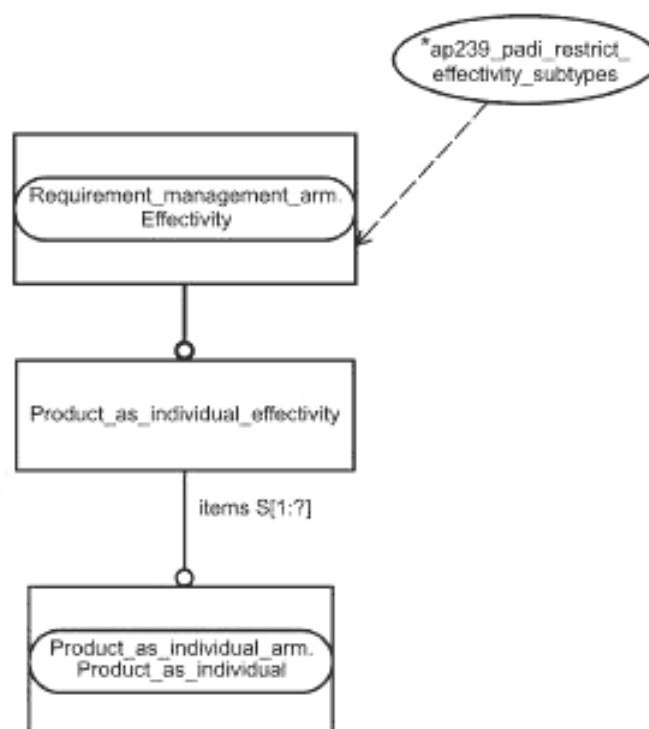 *ap239_padi_restrict_
effectivity_subtypes
Requirement_management_arm.
Effectivity
Product_as_individual_effectivity
items S[1:?]
Product_as_individual_arm.
Product_as_individual